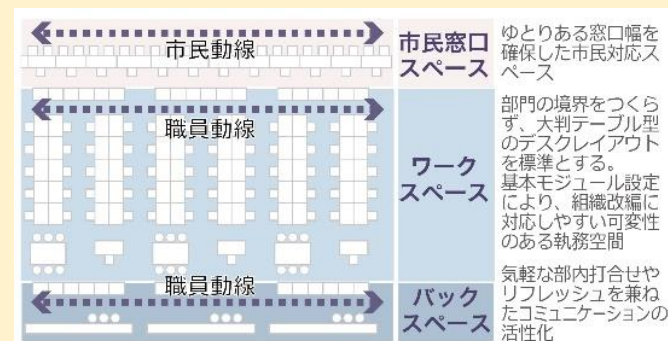 市民動線
市民窓口
スペース
ゆとりある窓口幅を
確保した市民対応ス
ペース
職員動線
ワーク
スペース
部門の境界をつくら
ず、大判テーブル型
のデスクレイアウト
を標準とする。
基本モジュール設定
により、組織改編に
対応しやすい可変性
のある執務空間
職員動線
バック
スペース
気軽な部内打合せや
リフレッシュを兼ね
たコミュニケーションの
活性化